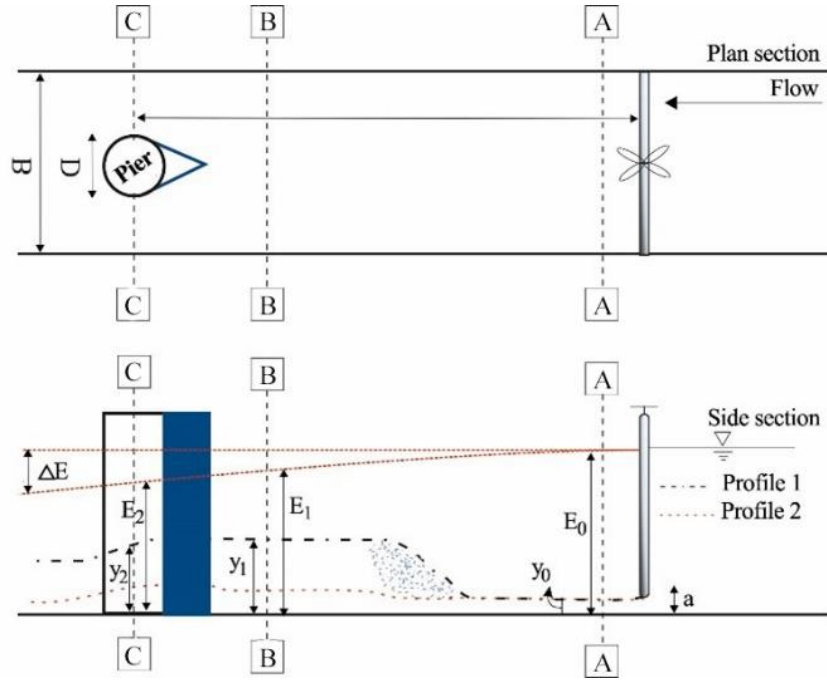 C B A
Plan section
Flow
B
D
Pier
C B A
C
B
A
Side section
ΔE
E2
E1
E0
Profile 1
Profile 2
y2
y1
y0
a
C
B
A